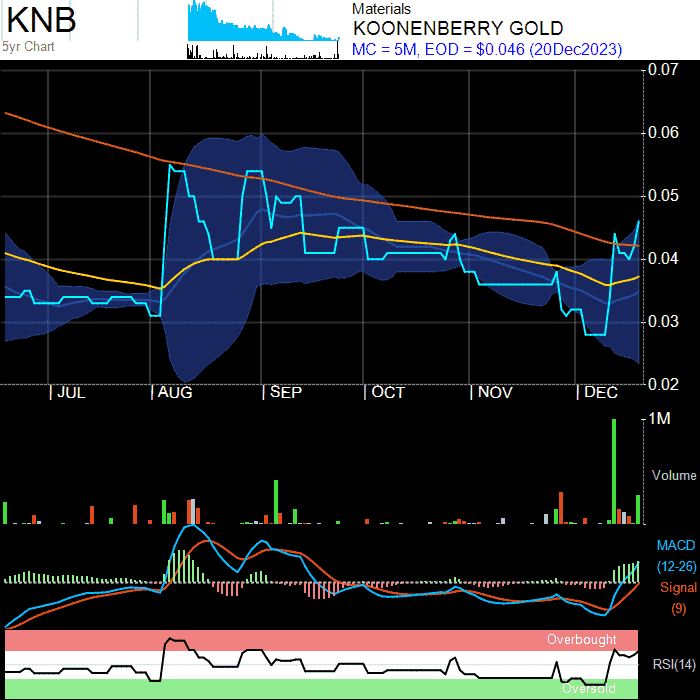 KNB
5yr Chart
Materials
KOONENBERRY GOLD
MC = 5M, EOD = $0.046 (20Dec2023)
0.07
0.06
0.05
0.04
0.03
0.02
JUL AUG SEP OCT NOV DEC
1M
Volume
MACD
(12-26)
Signal
(9)
Overbought
RSI(14)
Oversold